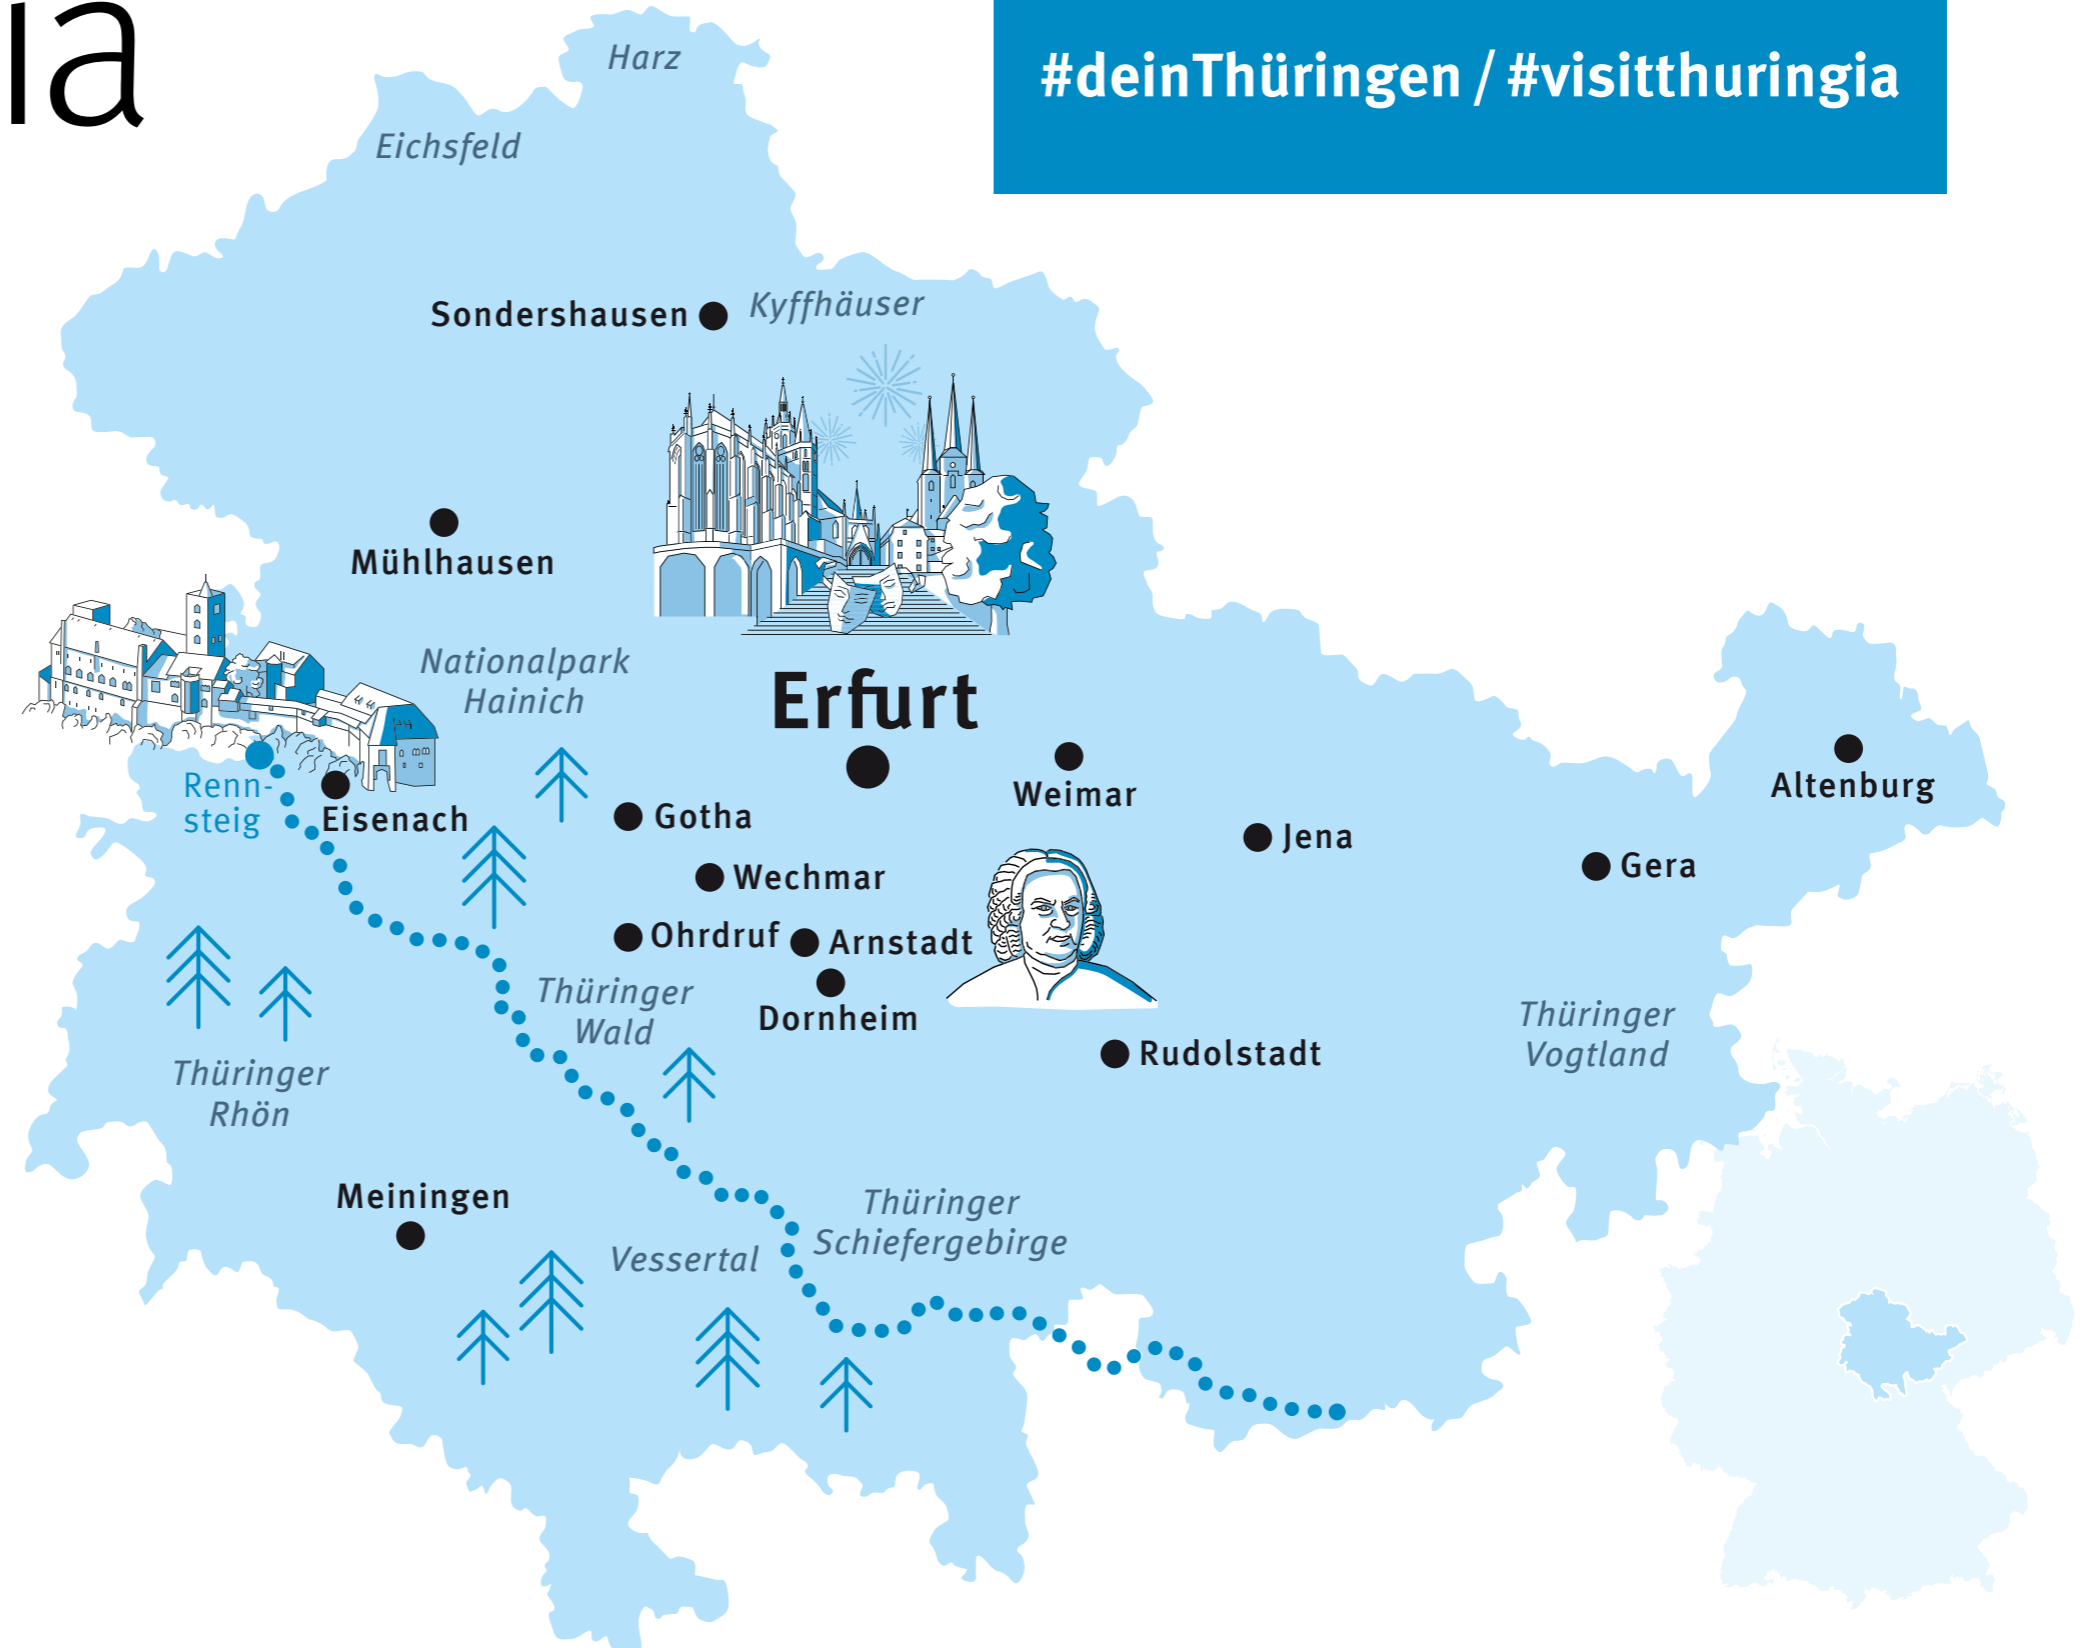 ia
#deinThüringen / #visitthuringia
Harz
Eichsfeld
Sondershausen
Kyffhäuser
Mühlhausen
Nationalpark
Hainich
Erfurt
Weimar
Altenburg
Renn-
steig
Eisenach
Gotha
Jena
Gera
Wechmar
Ohrdruf
Arnstadt
Dornheim
Thüringer
Wald
Rudolstadt
Thüringer
Vogtland
Thüringer
Rhön
Meiningen
Vessertal
Thüringer
Schiefergebirge